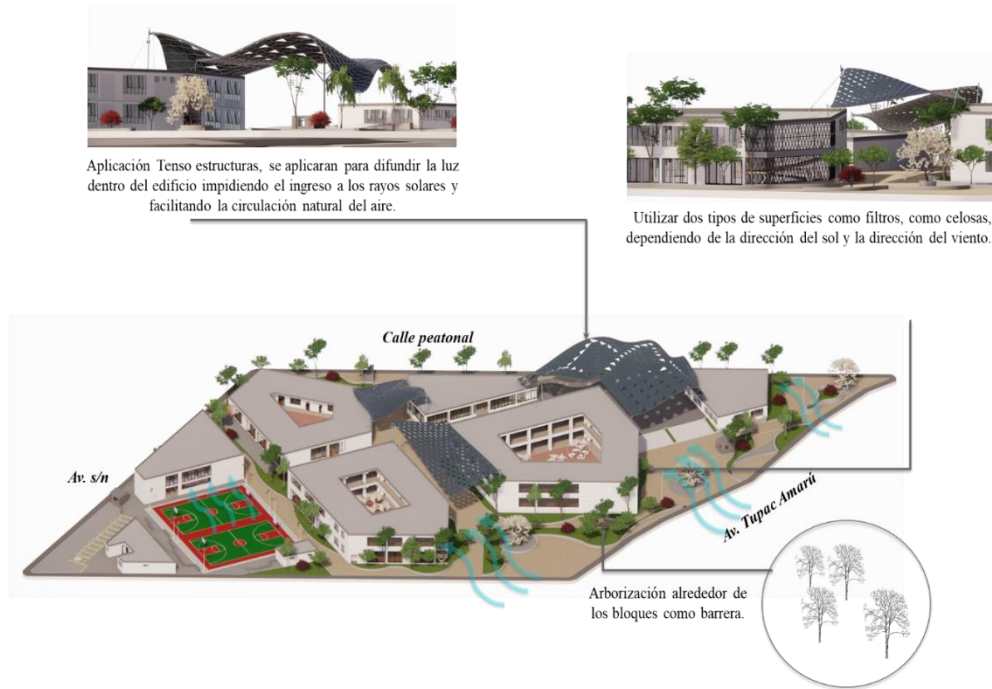 Aplicación Tenso estructuras, se aplicaran para difundir la luz
dentro del edificio impidiendo el ingreso a los rayos solares y
facilitando la circulación natural del aire.
Utilizar dos tipos de superficies como filtros, como celosas,
dependiendo de la dirección del sol y la dirección del viento.
Calle peatonal
Av. s/n
Av. Tupac Amarú
Arborización alrededor de
los bloques como barrera.